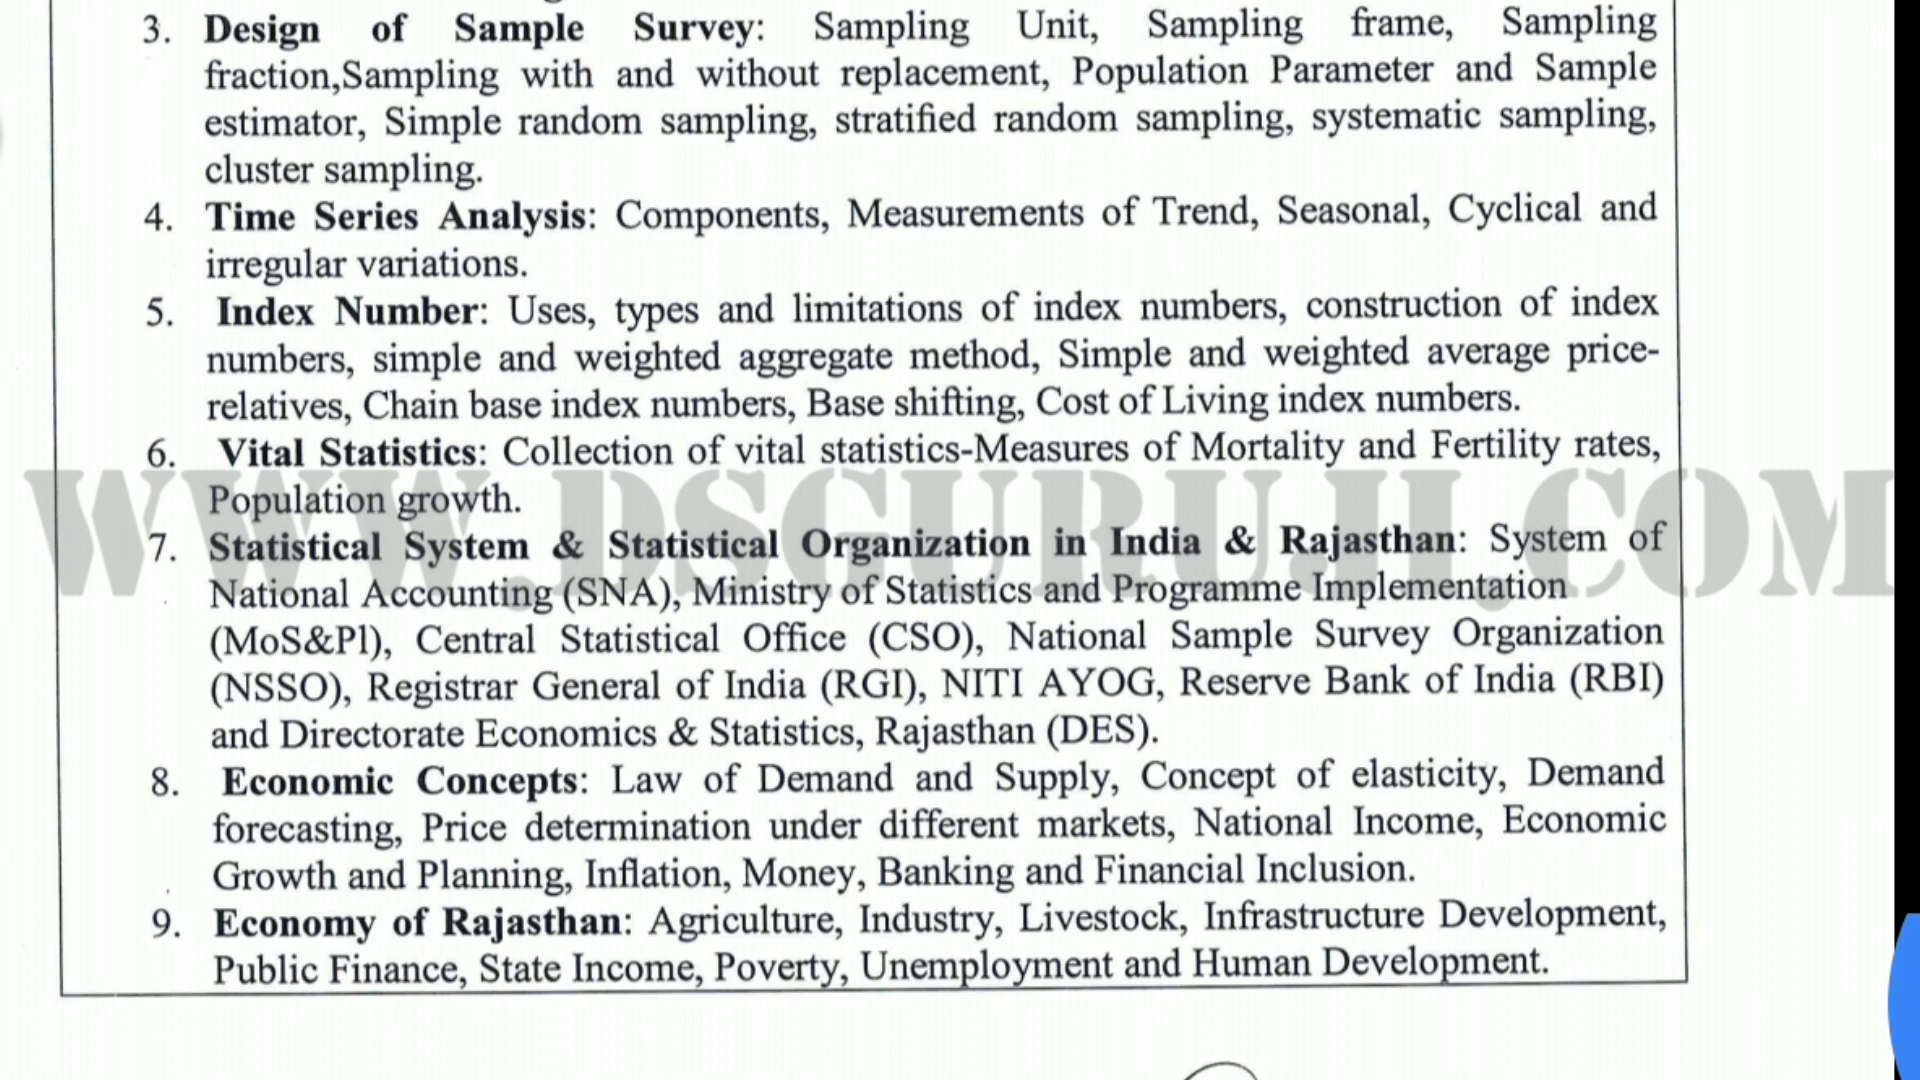 3. Design of Sample Survey: Sampling Unit, Sampling frame, Sampling
fraction,Sampling with and without replacement, Population Parameter and Sample
estimator, Simple random sampling, stratified random sampling, systematic sampling,
cluster sampling.
4. Time Series Analysis: Components, Measurements of Trend, Seasonal, Cyclical and
irregular variations.
5. Index Number: Uses, types and limitations of index numbers, construction of index
numbers, simple and weighted aggregate method, Simple and weighted average price-
relatives, Chain base index numbers, Base shifting, Cost of Living index numbers.
6. Vital Statistics: Collection of vital statistics-Measures of Mortality and Fertility rates,
Population growth.
WWW.DSGURUJI.COM
7. Statistical System & Statistical Organization in India & Rajasthan: System of
National Accounting (SNA), Ministry of Statistics and Programme Implementation
(MoS&Pl), Central Statistical Office (CSO), National Sample Survey Organization
(NSSO), Registrar General of India (RGI), NITI AYOG, Reserve Bank of India (RBI)
and Directorate Economics & Statistics, Rajasthan (DES).
8. Economic Concepts: Law of Demand and Supply, Concept of elasticity, Demand
forecasting, Price determination under different markets, National Income, Economic
Growth and Planning, Inflation, Money, Banking and Financial Inclusion.
9. Economy of Rajasthan: Agriculture, Industry, Livestock, Infrastructure Development,
Public Finance, State Income, Poverty, Unemployment and Human Development.